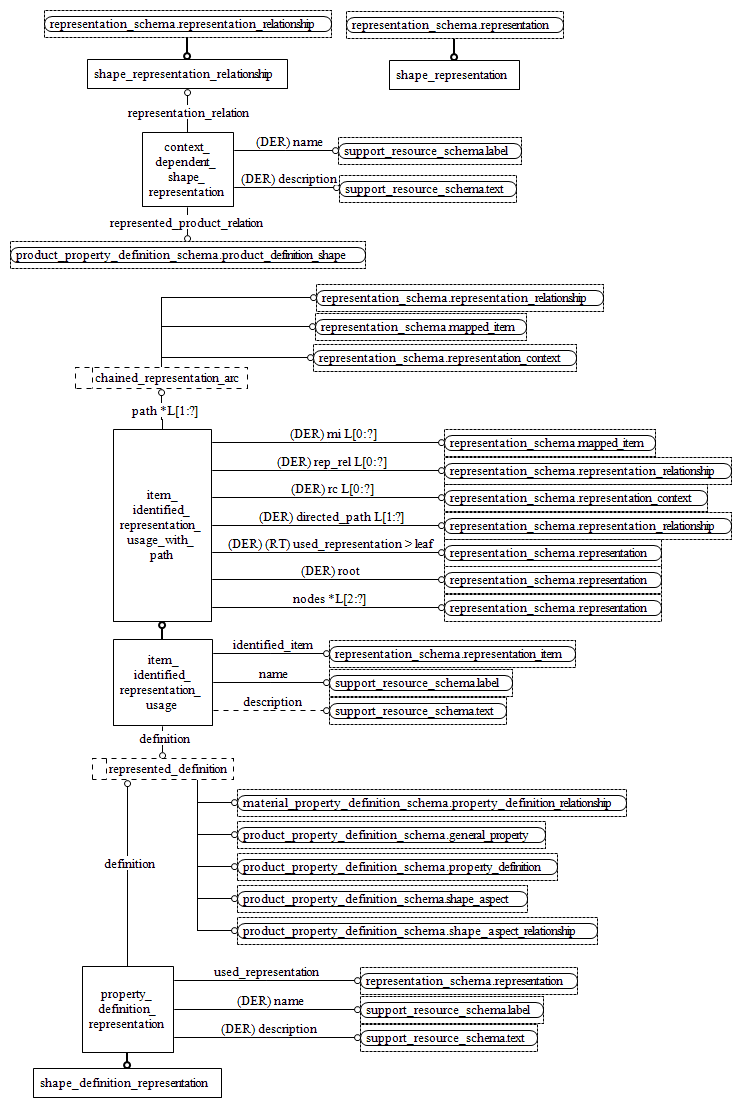 representation_schema.representation_relationship
representation_schema.representation
shape_representation_relationship
shape_representation
representation_relation
context_
dependent_
shape_
representation
(DER) name
support_resource_schema.label
(DER) description
support_resource_schema.text
represented_product_relation
product_property_definition_schema.product_definition_shape
representation_schema.representation_relationship
representation_schema.mapped_item
representation_schema.representation_context
chained_representation_arc
path *L[1:?]
item_
identified_
representation_
usage_with_
path
(DER) mi L[0:?]
representation_schema.mapped_item
(DER) rep_rel L[0:?]
representation_schema.representation_relationship
(DER) rc L[0:?]
representation_schema.representation_context
(DER) directed_path L[1:?]
representation_schema.representation_relationship
(DER) (RT) used_representation > leaf
representation_schema.representation
(DER) root
representation_schema.representation
nodes *L[2:?]
representation_schema.representation
item_
identified_
representation_
usage
identified_item
representation_schema.representation_item
name
support_resource_schema.label
description
support_resource_schema.text
definition
represented_definition
material_property_definition_schema.property_definition_relationship
product_property_definition_schema.general_property
definition
product_property_definition_schema.property_definition
product_property_definition_schema.shape_aspect
product_property_definition_schema.shape_aspect_relationship
property_
definition_
representation
used_representation
representation_schema.representation
(DER) name
support_resource_schema.label
(DER) description
support_resource_schema.text
shape_definition_representation